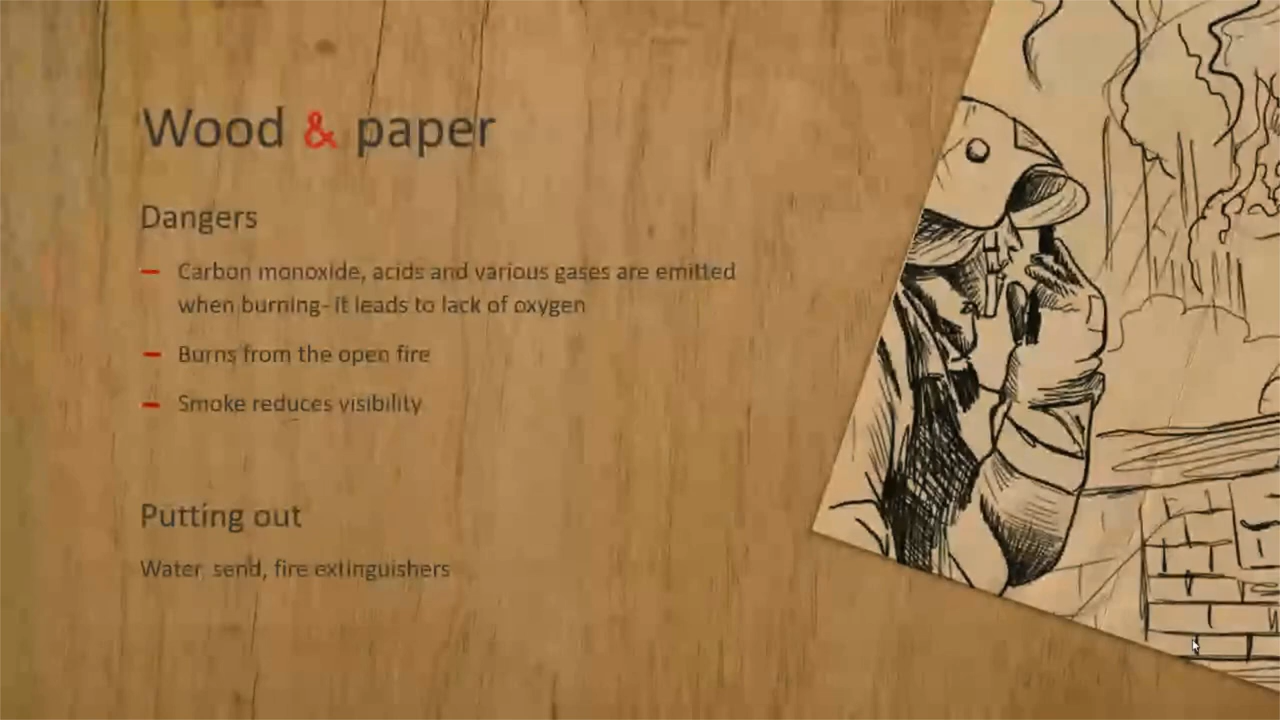 Wood & paper
Dangers
Carbon monoxide, acids and various gases are emitted
when burning- it leads to lack of oxygen
Burns from the open fire
Smoke reduces visibility
Putting out
Water, send, fire extinguishers